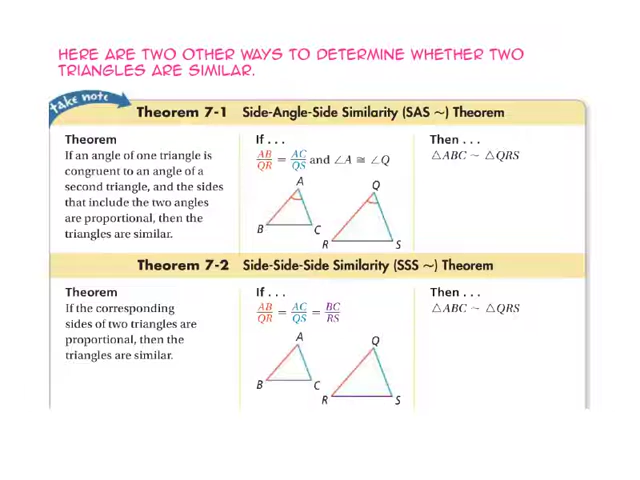 HERE ARE TWO OTHER WAYS TO DETERMINE WHETHER TWO
TRIANGLES ARE SIMILAR.
take note
Theorem 7-1 Side-Angle-Side Similarity (SAS ~) Theorem
Theorem
If an angle of one triangle is
congruent to an angle of a
second triangle, and the sides
that include the two angles
are proportional, then the
triangles are similar.
If . . .
AB/QR = AC/QS and ∠A ≅ ∠Q
A
B
C
Q
R
S
Then . . .
△ABC ~ △QRS
Theorem 7-2 Side-Side-Side Similarity (SSS ~) Theorem
Theorem
If the corresponding
sides of two triangles are
proportional, then the
triangles are similar.
If . . .
AB/QR = AC/QS = BC/RS
A
B
C
Q
R
S
Then . . .
△ABC ~ △QRS